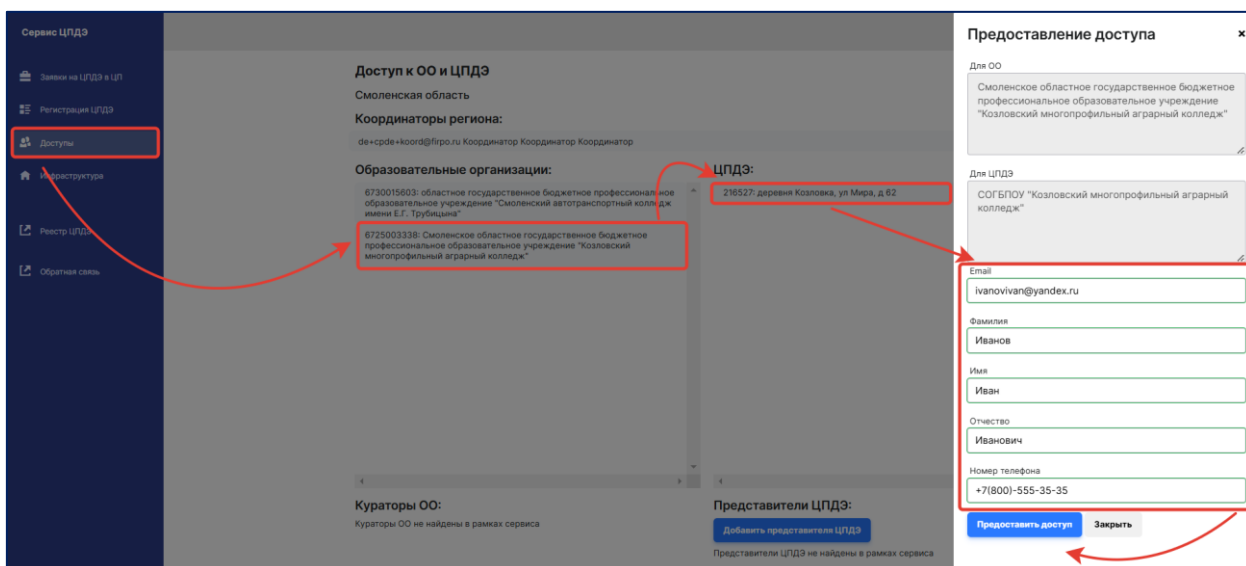 Сервис ЦПДЭ
Заявки на ЦПДЭ в ЦП
Регистрация ЦПДЭ
Доступы
Инфраструктура
Реестр ЦПДЭ
Обратная связь
Доступ к ОО и ЦПДЭ
Смоленская область
Координаторы региона:
de+cpde+koord@firpo.ru Координатор Координатор Координатор
Образовательные организации:
6730015603: областное государственное бюджетное профессиональное
образовательное учреждение "Смоленский автотранспортный колледж
имени Е.Г. Трубицына"
6725003338: Смоленское областное государственное бюджетное
профессиональное образовательное учреждение "Козловский
многопрофильный аграрный колледж"
ЦПДЭ:
216527: деревня Козловка, ул Мира, д 62
Кураторы ОО:
Кураторы ОО не найдены в рамках сервиса
Представители ЦПДЭ:
Добавить представителя ЦПДЭ
Представители ЦПДЭ не найдены в рамках сервиса
Предоставление доступа ×
Для ОО
Смоленское областное государственное бюджетное
профессиональное образовательное учреждение
"Козловский многопрофильный аграрный колледж"
Для ЦПДЭ
СОГБПОУ "Козловский многопрофильный аграрный
колледж"
Email
ivanovivan@yandex.ru
Фамилия
Иванов
Имя
Иван
Отчество
Иванович
Номер телефона
+7(800)-555-35-35
Предоставить доступ Закрыть